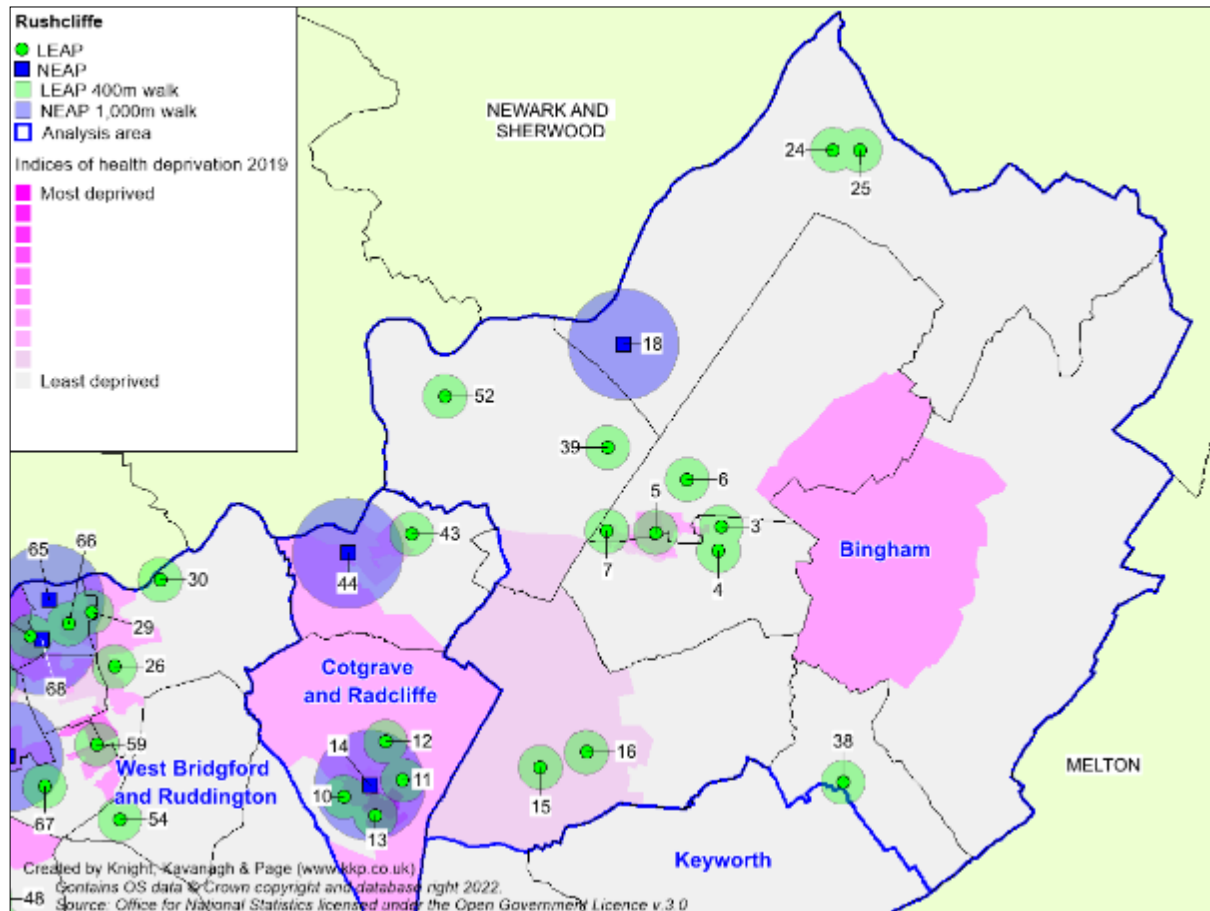 Rushcliffe
LEAP
NEAP
LEAP 400m walk
NEAP 1,000m walk
Analysis area
Indices of health deprivation 2019
Most deprived
Least deprived
NEWARK AND
SHERWOOD
24
25
18
52
39
6
5
3
7
4
43
44
65
66
30
29
26
68
59
67
54
Bingham
Cotgrave
and Radcliffe
14
12
11
10
13
16
15
38
West Bridgford
and Ruddington
MELTON
Keyworth
48
Created by Knight, Kavanagh & Page (www.kkp.co.uk)
Contains OS data © Crown copyright and database right 2022.
Source: Office for National Statistics licensed under the Open Government Licence v.3.0